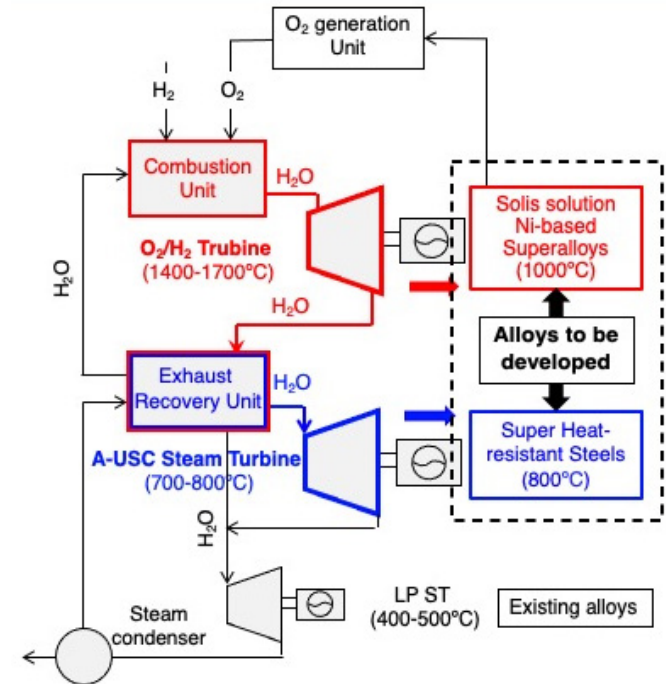 O₂ generation
Unit
H₂
O₂
Combustion
Unit
H₂O
Solis solution
Ni-based
Superalloys
(1000ºC)
O₂/H₂ Trubine
(1400-1700ºC)
H₂O
H₂O
Alloys to be
developed
Exhaust
Recovery Unit
H₂O
A-USC Steam Turbine
(700-800ºC)
Super Heat-
resistant Steels
(800ºC)
H₂O
LP ST
(400-500ºC)
Existing alloys
Steam
condenser